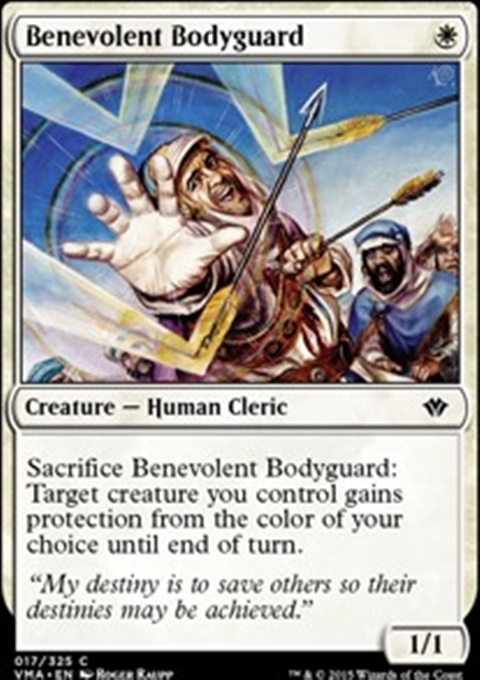 Benevolent Bodyguard
Creature — Human Cleric
Sacrifice Benevolent Bodyguard:
Target creature you control gains
protection from the color of your
choice until end of turn.
“My destiny is to save others so their
destinies may be achieved.”
1/1
017/325 C
VMA • EN Roger Raupp
™ & © 2015 Wizards of the Coast